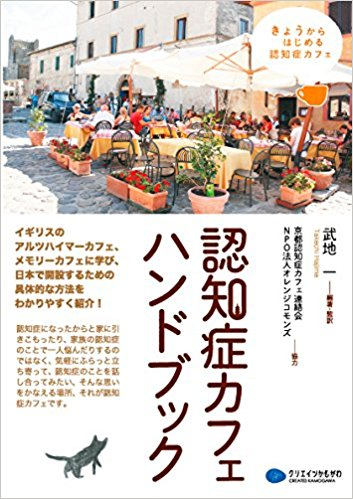 きょうから
はじめる
認知症カフェ
認知症カフェ
ハンドブック
武地 一──編著・監訳
京都認知症カフェ連絡会
NPO法人オレンジコモンズ──協力
イギリスの
アルツハイマーカフェ、
メモリーカフェに学び、
日本で開設するための
具体的な方法を
わかりやすく紹介！
認知症になったからと家に引
きこもったり、家族の認知症
のことで一人悩んだりするの
ではなく、気軽にふらっと立
ち寄って、認知症のことを話
し合ってみたい、そんな思い
をかなえる場所、それが認知
症カフェです。
クリエイツかもがわ
CREATES KAMOGAWA